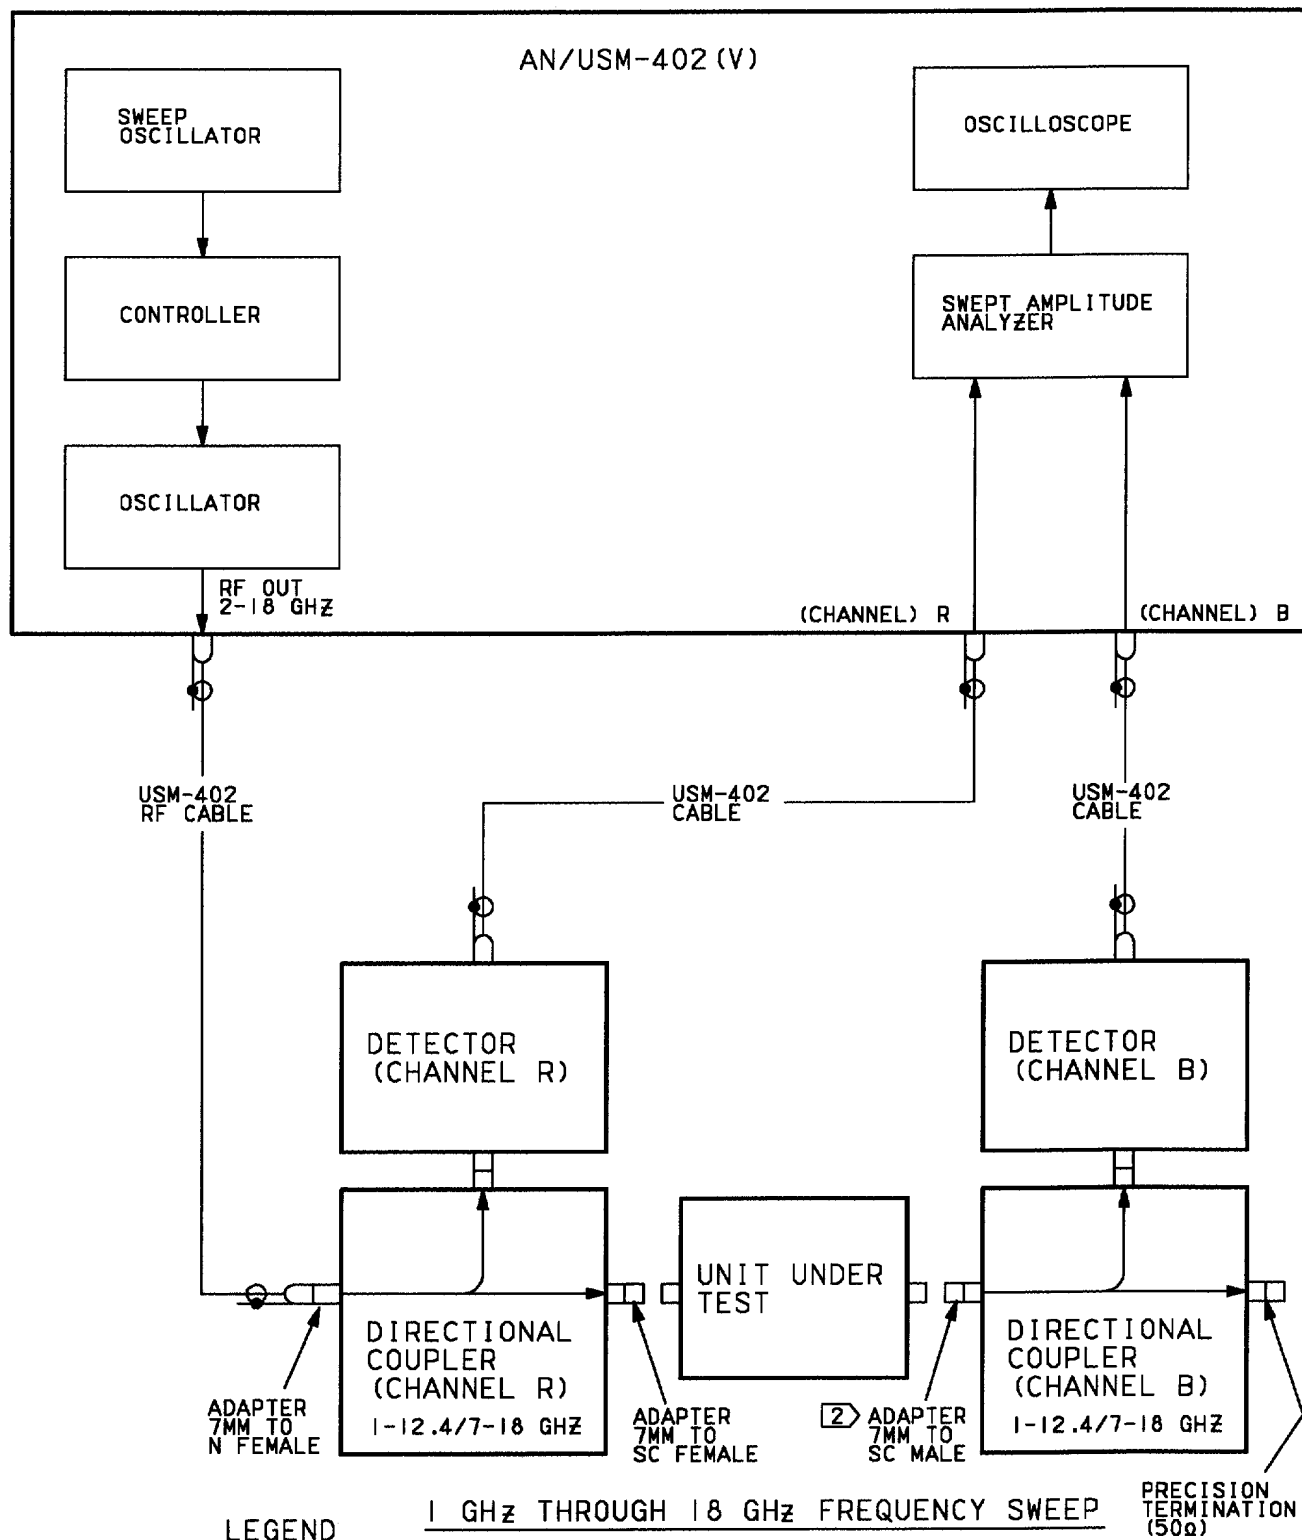 AN/USM-402(V)
SWEEP
OSCILLATOR
OSCILLOSCOPE
CONTROLLER
SWEPT AMPLITUDE
ANALYZER
OSCILLATOR
RF OUT
2-18 GHZ
(CHANNEL) R
(CHANNEL) B
USM-402
RF CABLE
USM-402
CABLE
USM-402
CABLE
DETECTOR
(CHANNEL R)
DETECTOR
(CHANNEL B)
UNIT UNDER
TEST
DIRECTIONAL
COUPLER
(CHANNEL R)
1-12.4/7-18 GHZ
DIRECTIONAL
COUPLER
(CHANNEL B)
1-12.4/7-18 GHZ
ADAPTER
7MM TO
N FEMALE
ADAPTER
7MM TO
SC FEMALE
2
ADAPTER
7MM TO
SC MALE
PRECISION
TERMINATION
(50Ω)
LEGEND
1 GHz THROUGH 18 GHz FREQUENCY SWEEP